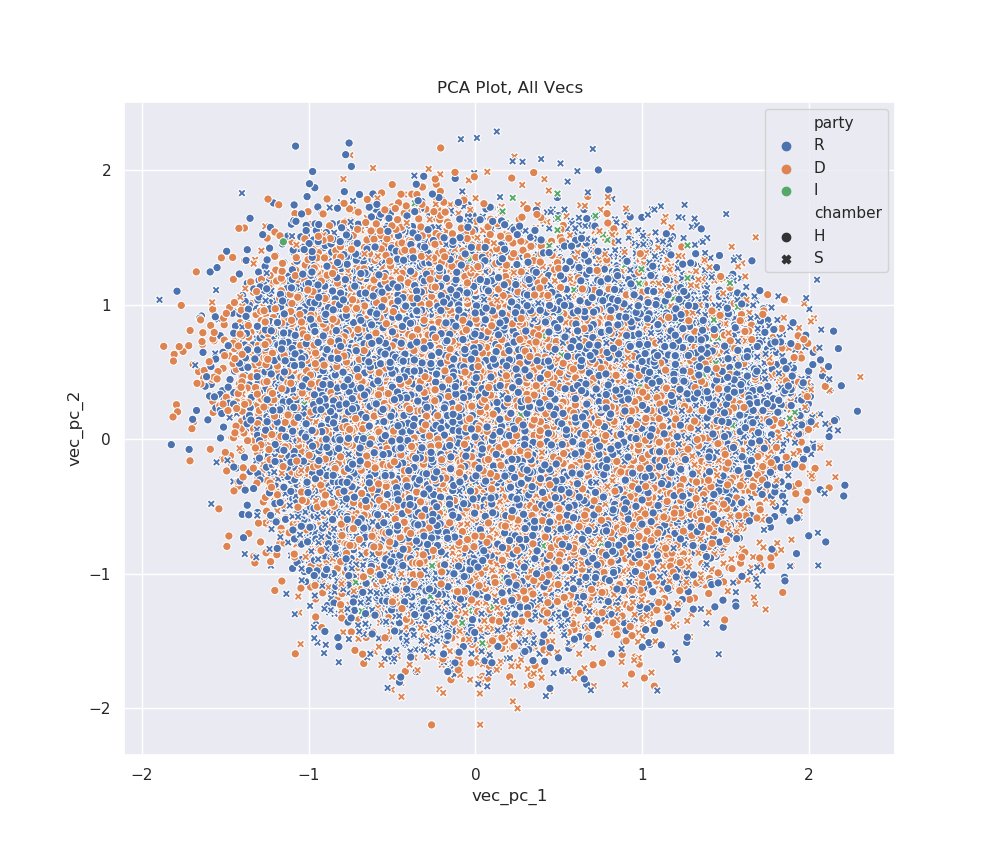 PCA Plot, All Vecs
party
R
D
I
chamber
H
S
2
1
0
−1
−2
vec_pc_2
−2
−1
0
1
2
vec_pc_1